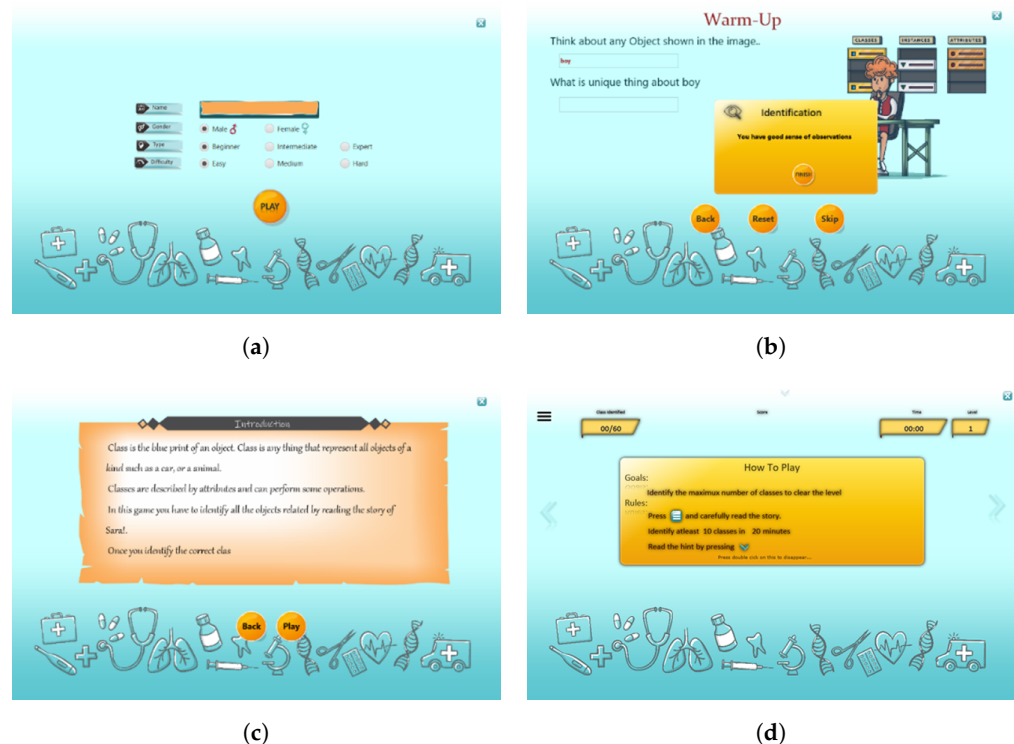 Name
Gender
Male
Female
Type
Beginner
Intermediate
Expert
Difficulty
Easy
Medium
Hard
PLAY
(a)
Warm-Up
Think about any Object shown in the image..
boy
What is unique thing about boy
CLASSES
INSTANCES
ATTRIBUTES
Identification
You have good sense of observations
FINISH
Back
Reset
Skip
(b)
Introduction
Class is the blue print of an object. Class is any thing that represent all objects of a
kind such as a car, or a animal.
Classes are described by attributes and can perform some operations.
In this game you have to identify all the objects related by reading the story of
Sara!.
Once you identify the correct clas
Back
Play
(c)
Class Identified
Score
Time
Level
00/60
00:00
1
How To Play
Goals:
Identify the maximux number of classes to clear the level
Rules:
Press and carefully read the story.
Identify atleast 10 classes in 20 minutes
Read the hint by pressing
Press double click on this to disappear...
(d)